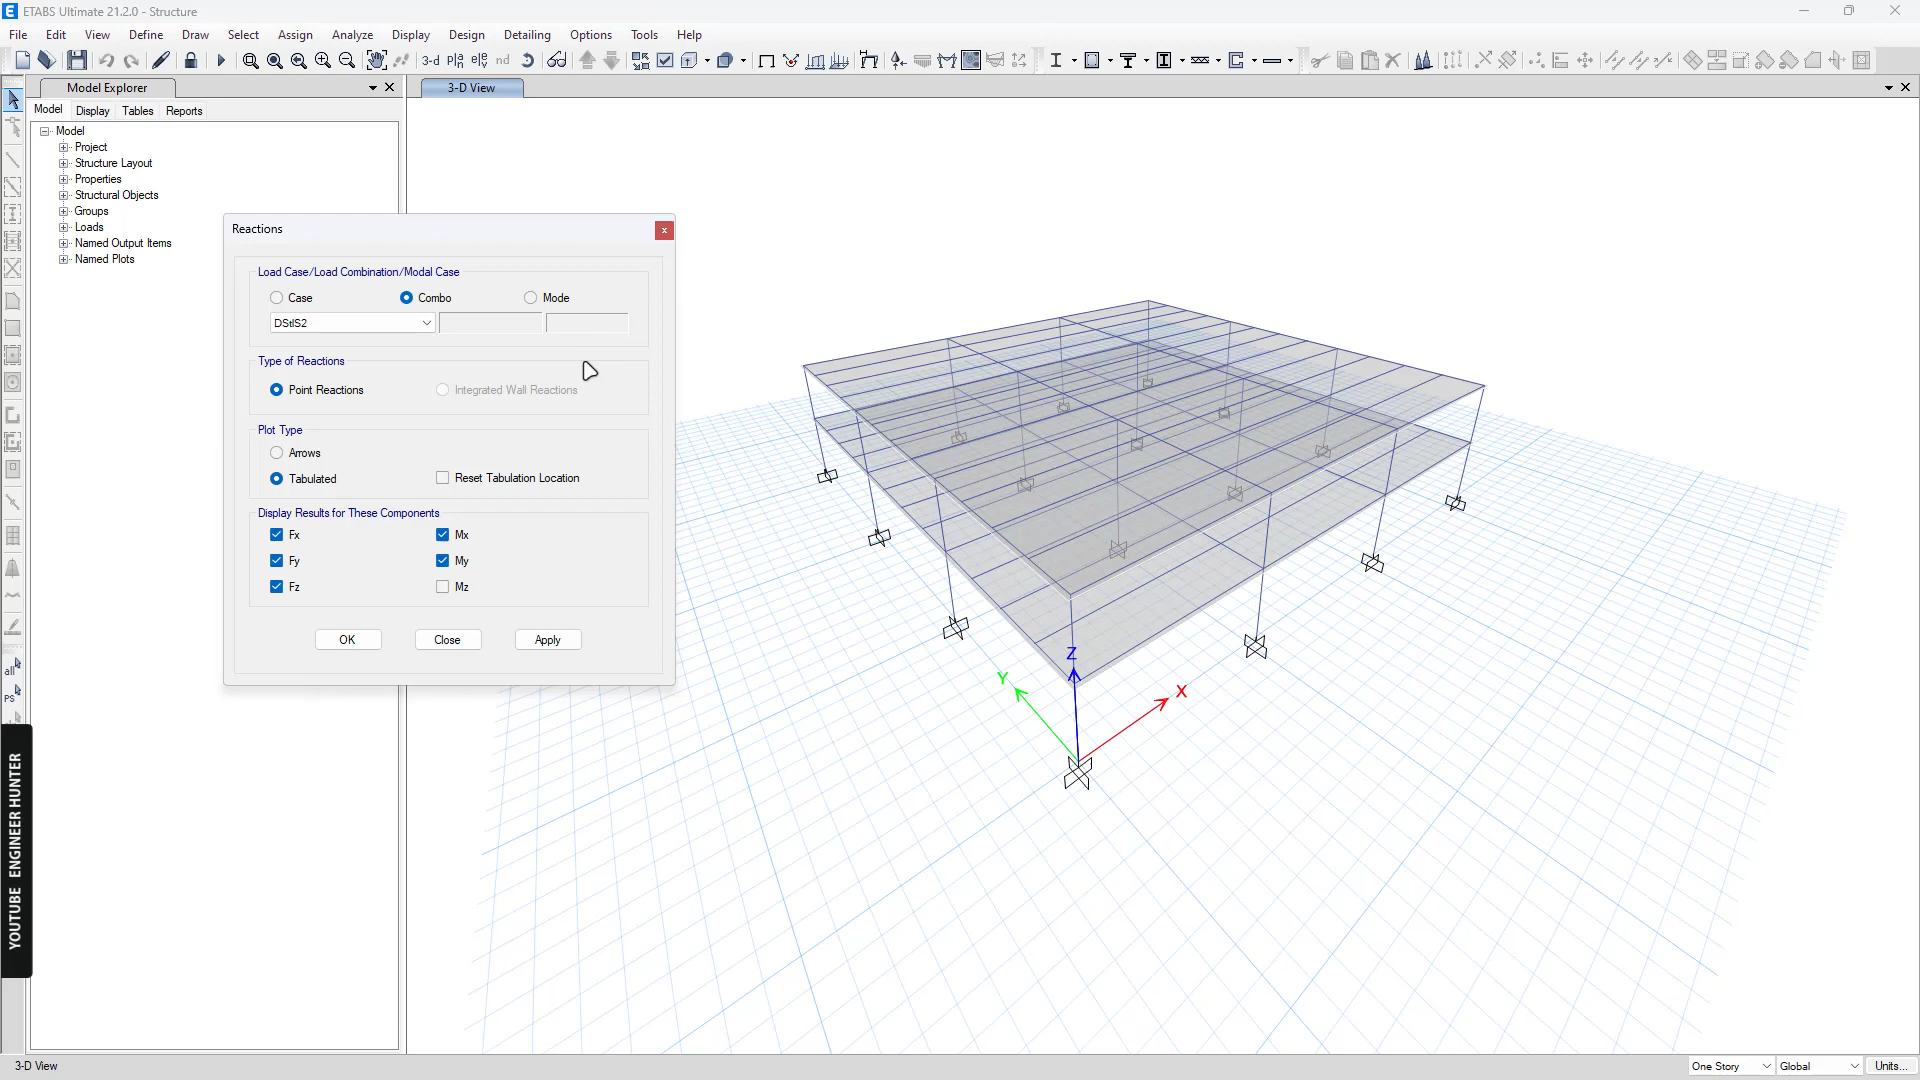 ETABS Ultimate 21.2.0 - Structure
File Edit View Define Draw Select Assign Analyze Display Design Detailing Options Tools Help
3-d
nd
Model Explorer
3-D View
Model Display Tables Reports
Model
Project
Structure Layout
Properties
Structural Objects
Groups
Loads
Named Output Items
Named Plots
Reactions
Load Case/Load Combination/Modal Case
Case Combo Mode
DStlS2
Type of Reactions
Point Reactions Integrated Wall Reactions
Plot Type
Arrows
Tabulated Reset Tabulation Location
Display Results for These Components
Fx Mx
Fy My
Fz Mz
OK Close Apply
Z
Y
X
all
PS
YOUTUBE ENGINEER HUNTER
3-D View
One Story Global Units...